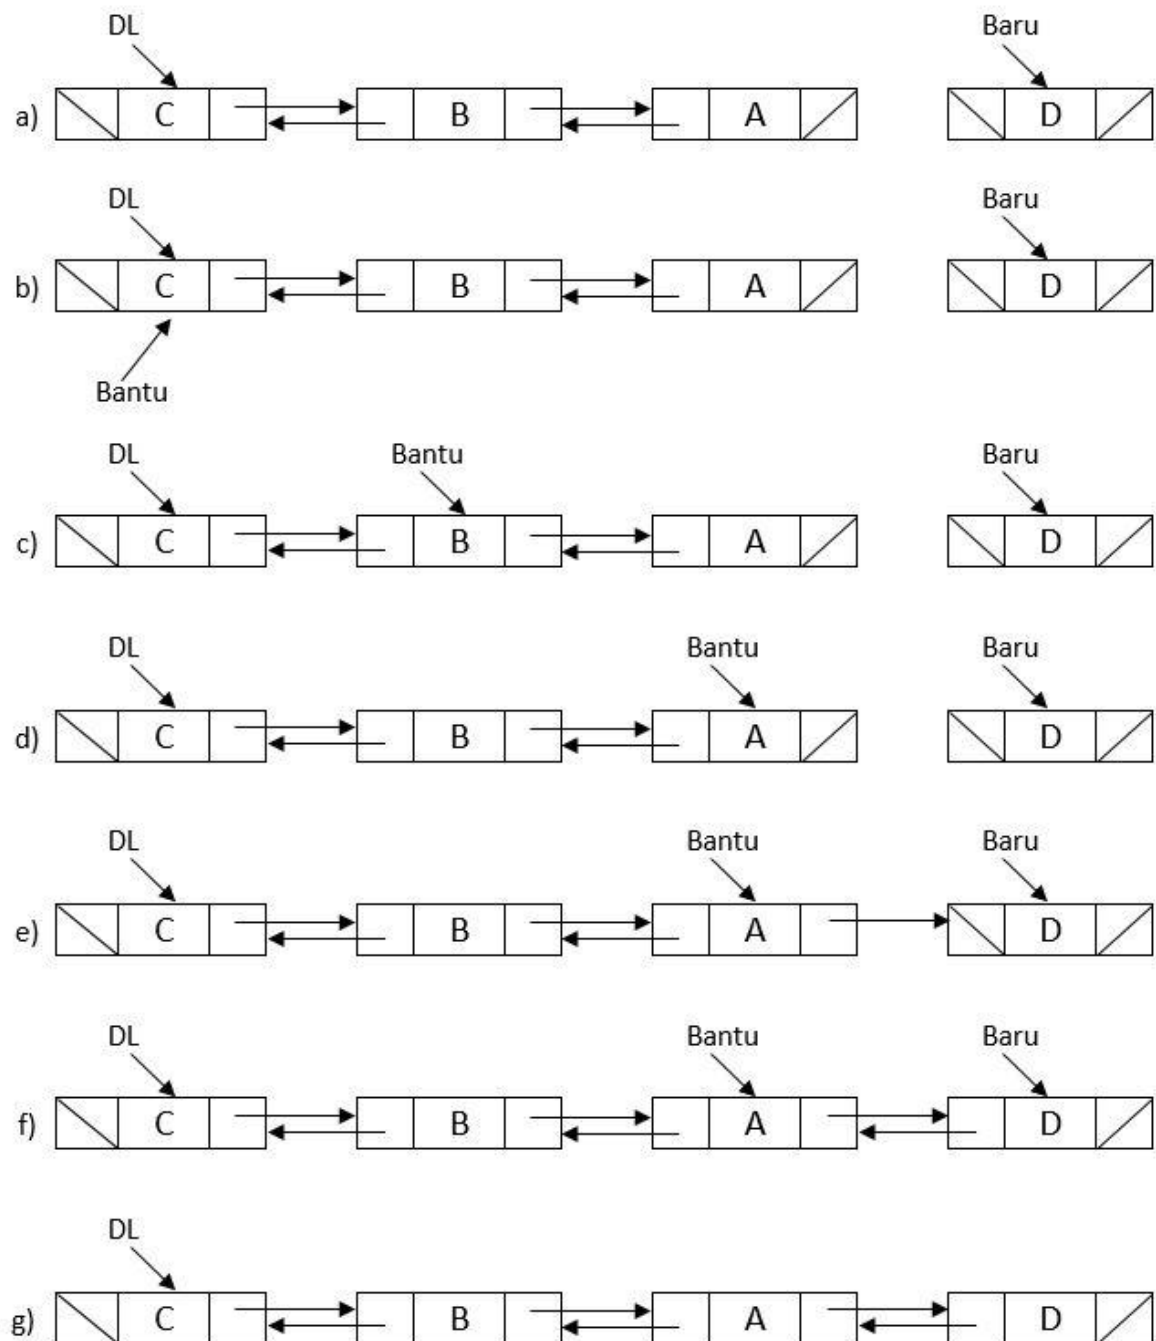 DL Baru
a) C B A D
DL Baru
b) C B A D
Bantu
DL Bantu Baru
c) C B A D
DL Bantu Baru
d) C B A D
DL Bantu Baru
e) C B A D
DL Bantu Baru
f) C B A D
DL
g) C B A D